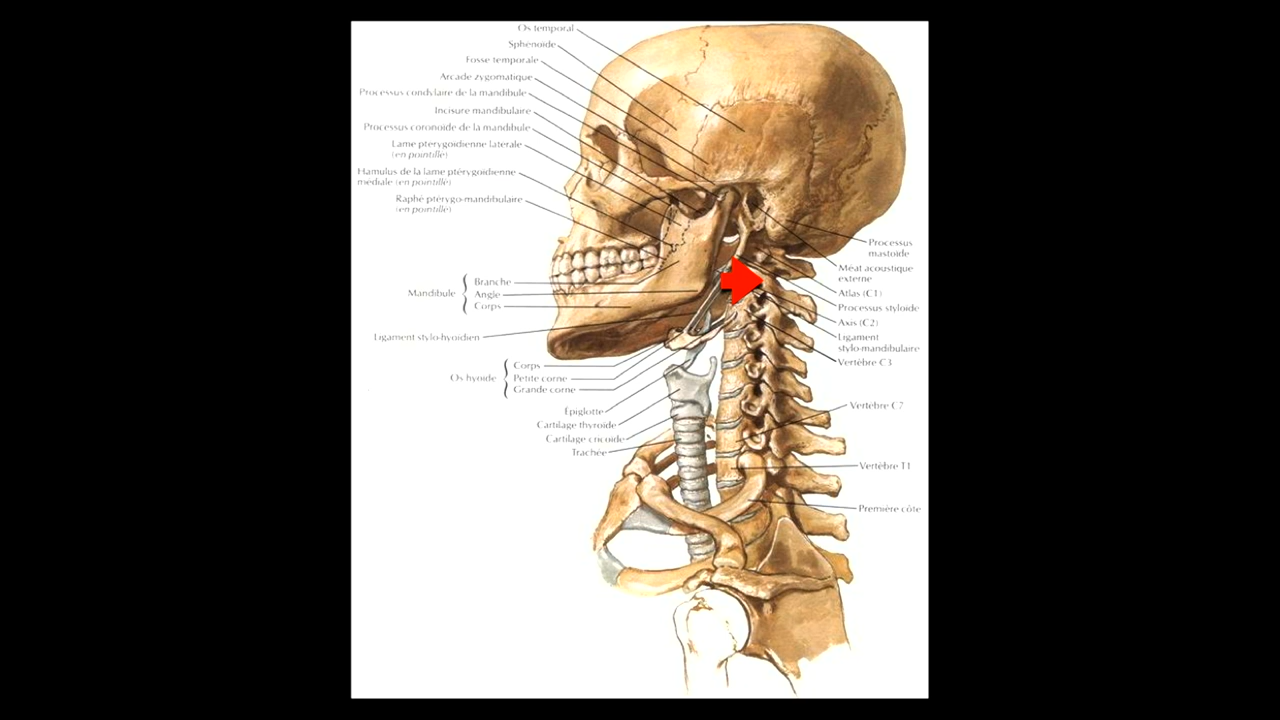 Os temporal
Sphénoïde
Fosse temporale
Arcade zygomatique
Processus condylaire de la mandibule
Incisure mandibulaire
Processus coronoïde de la mandibule
Lame ptérygoïdienne latérale
(en pointillé)
Hamulus de la lame ptérygoïdienne
médiale (en pointillé)
Raphé ptérygo-mandibulaire
(en pointillé)
Mandibule
Branche
Angle
Corps
Ligament stylo-hyoïdien
Os hyoïde
Corps
Petite corne
Grande corne
Épiglotte
Cartilage thyroïde
Cartilage cricoïde
Trachée
Processus
mastoïde
Méat acoustique
externe
Atlas (C1)
Processus styloïde
Axis (C2)
Ligament
stylo-mandibulaire
Vertèbre C3
Vertèbre C7
Vertèbre T1
Première côte